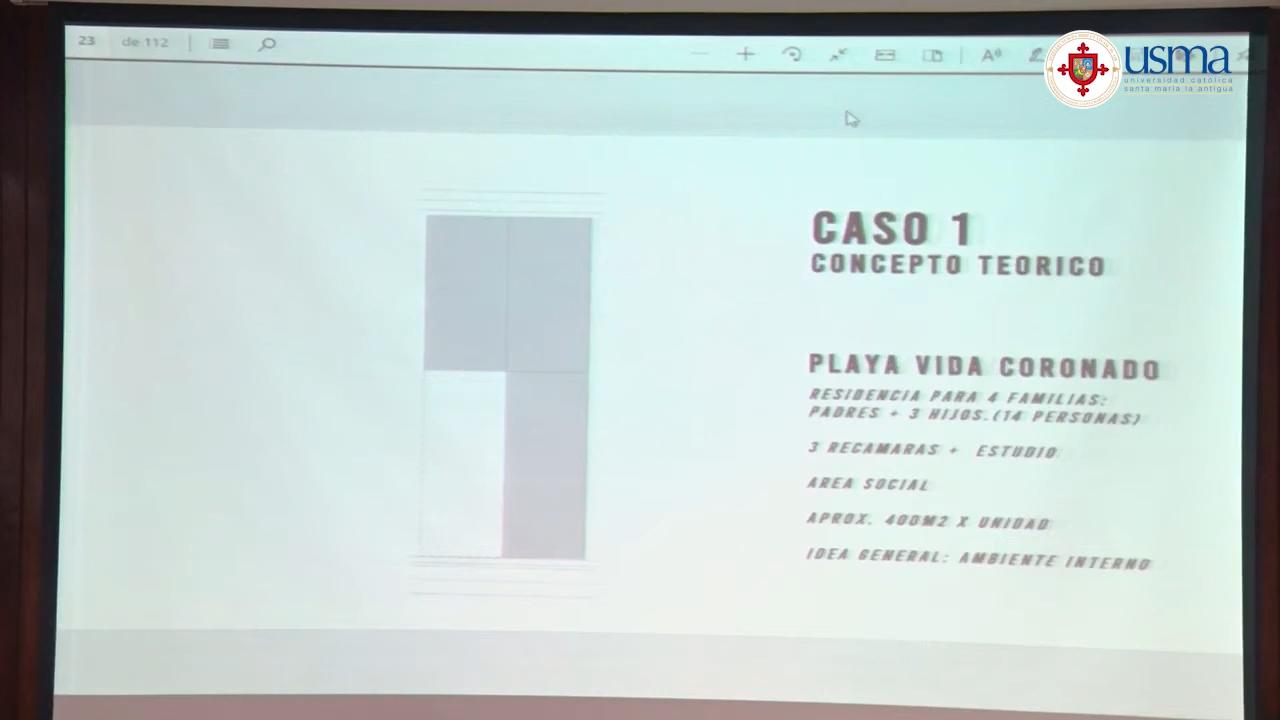 23 de 112
usma
universidad católica
santa maría la antigua
CASO 1
CONCEPTO TEORICO
PLAYA VIDA CORONADO
RESIDENCIA PARA 4 FAMILIAS:
PADRES + 3 HIJOS.(14 PERSONAS)
3 RECAMARAS + ESTUDIO
AREA SOCIAL
APROX. 400M2 X UNIDAD
IDEA GENERAL: AMBIENTE INTERNO